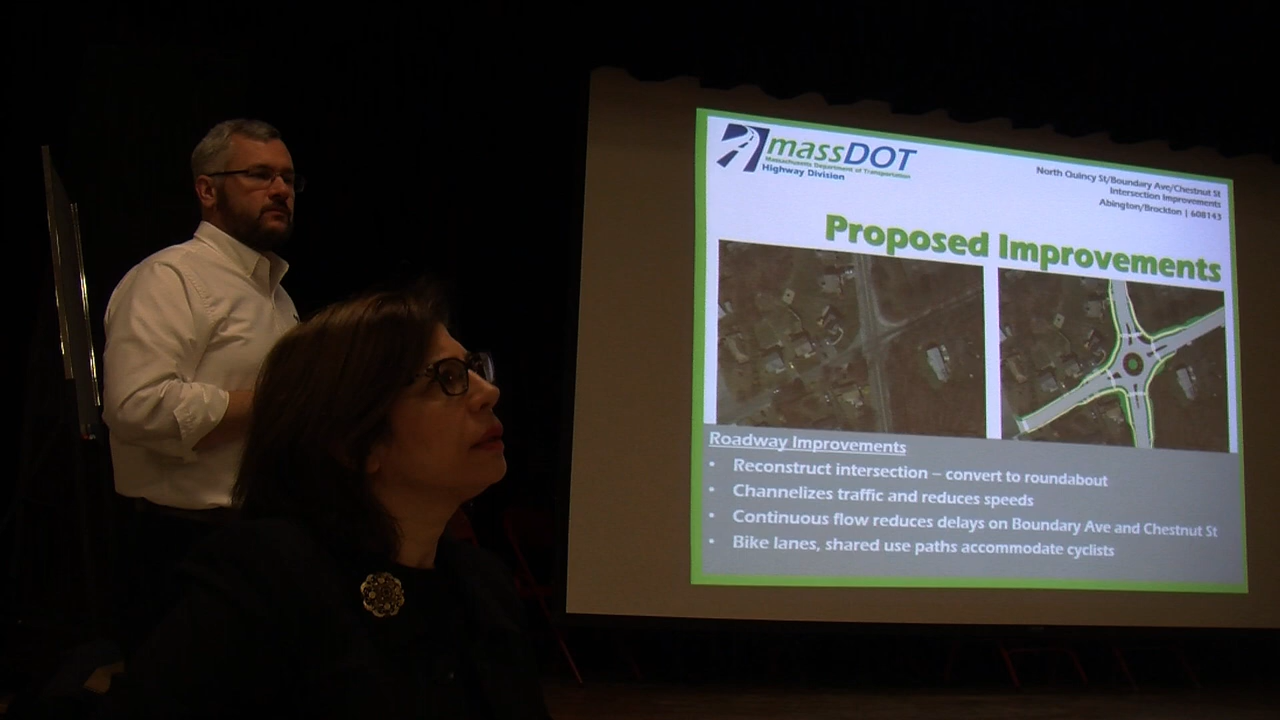 massDOT
Massachusetts Department of Transportation
Highway Division
North Quincy St/Boundary Ave/Chestnut St
Intersection Improvements
Abington/Brockton | 608143
Proposed Improvements
Roadway Improvements
• Reconstruct intersection – convert to roundabout
• Channelizes traffic and reduces speeds
• Continuous flow reduces delays on Boundary Ave and Chestnut St
• Bike lanes, shared use paths accommodate cyclists